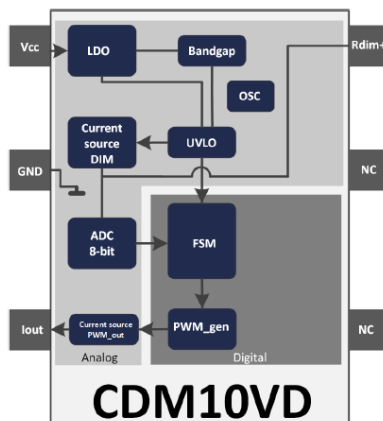 Vcc
LDO
Bandgap
Rdim+
OSC
Current
source
DIM
UVLO
GND
NC
ADC
8-bit
FSM
Iout
Current source
PWM_out
PWM_gen
NC
Analog
Digital
CDM10VD